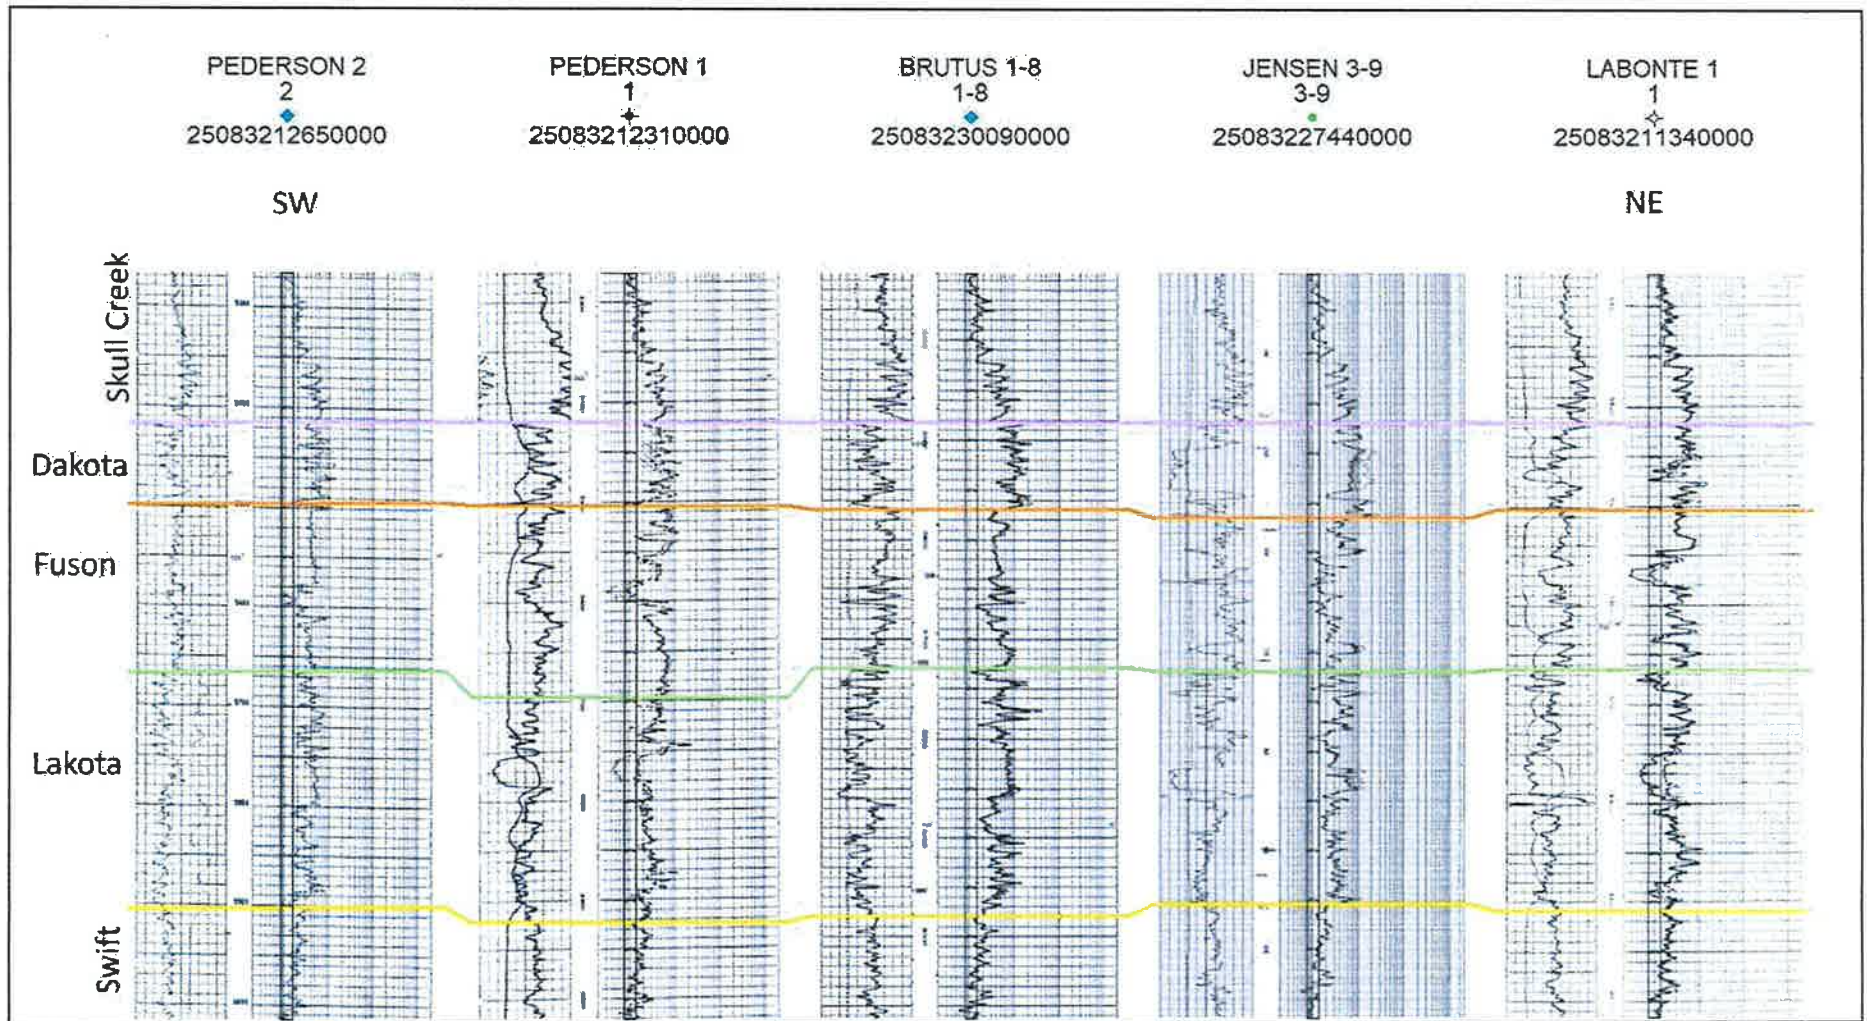 PEDERSON 2
2
25083212650000
PEDERSON 1
1
25083212310000
BRUTUS 1-8
1-8
25083230090000
JENSEN 3-9
3-9
25083227440000
LABONTE 1
1
25083211340000
SW
NE
Skull Creek
Dakota
Fuson
Lakota
Swift